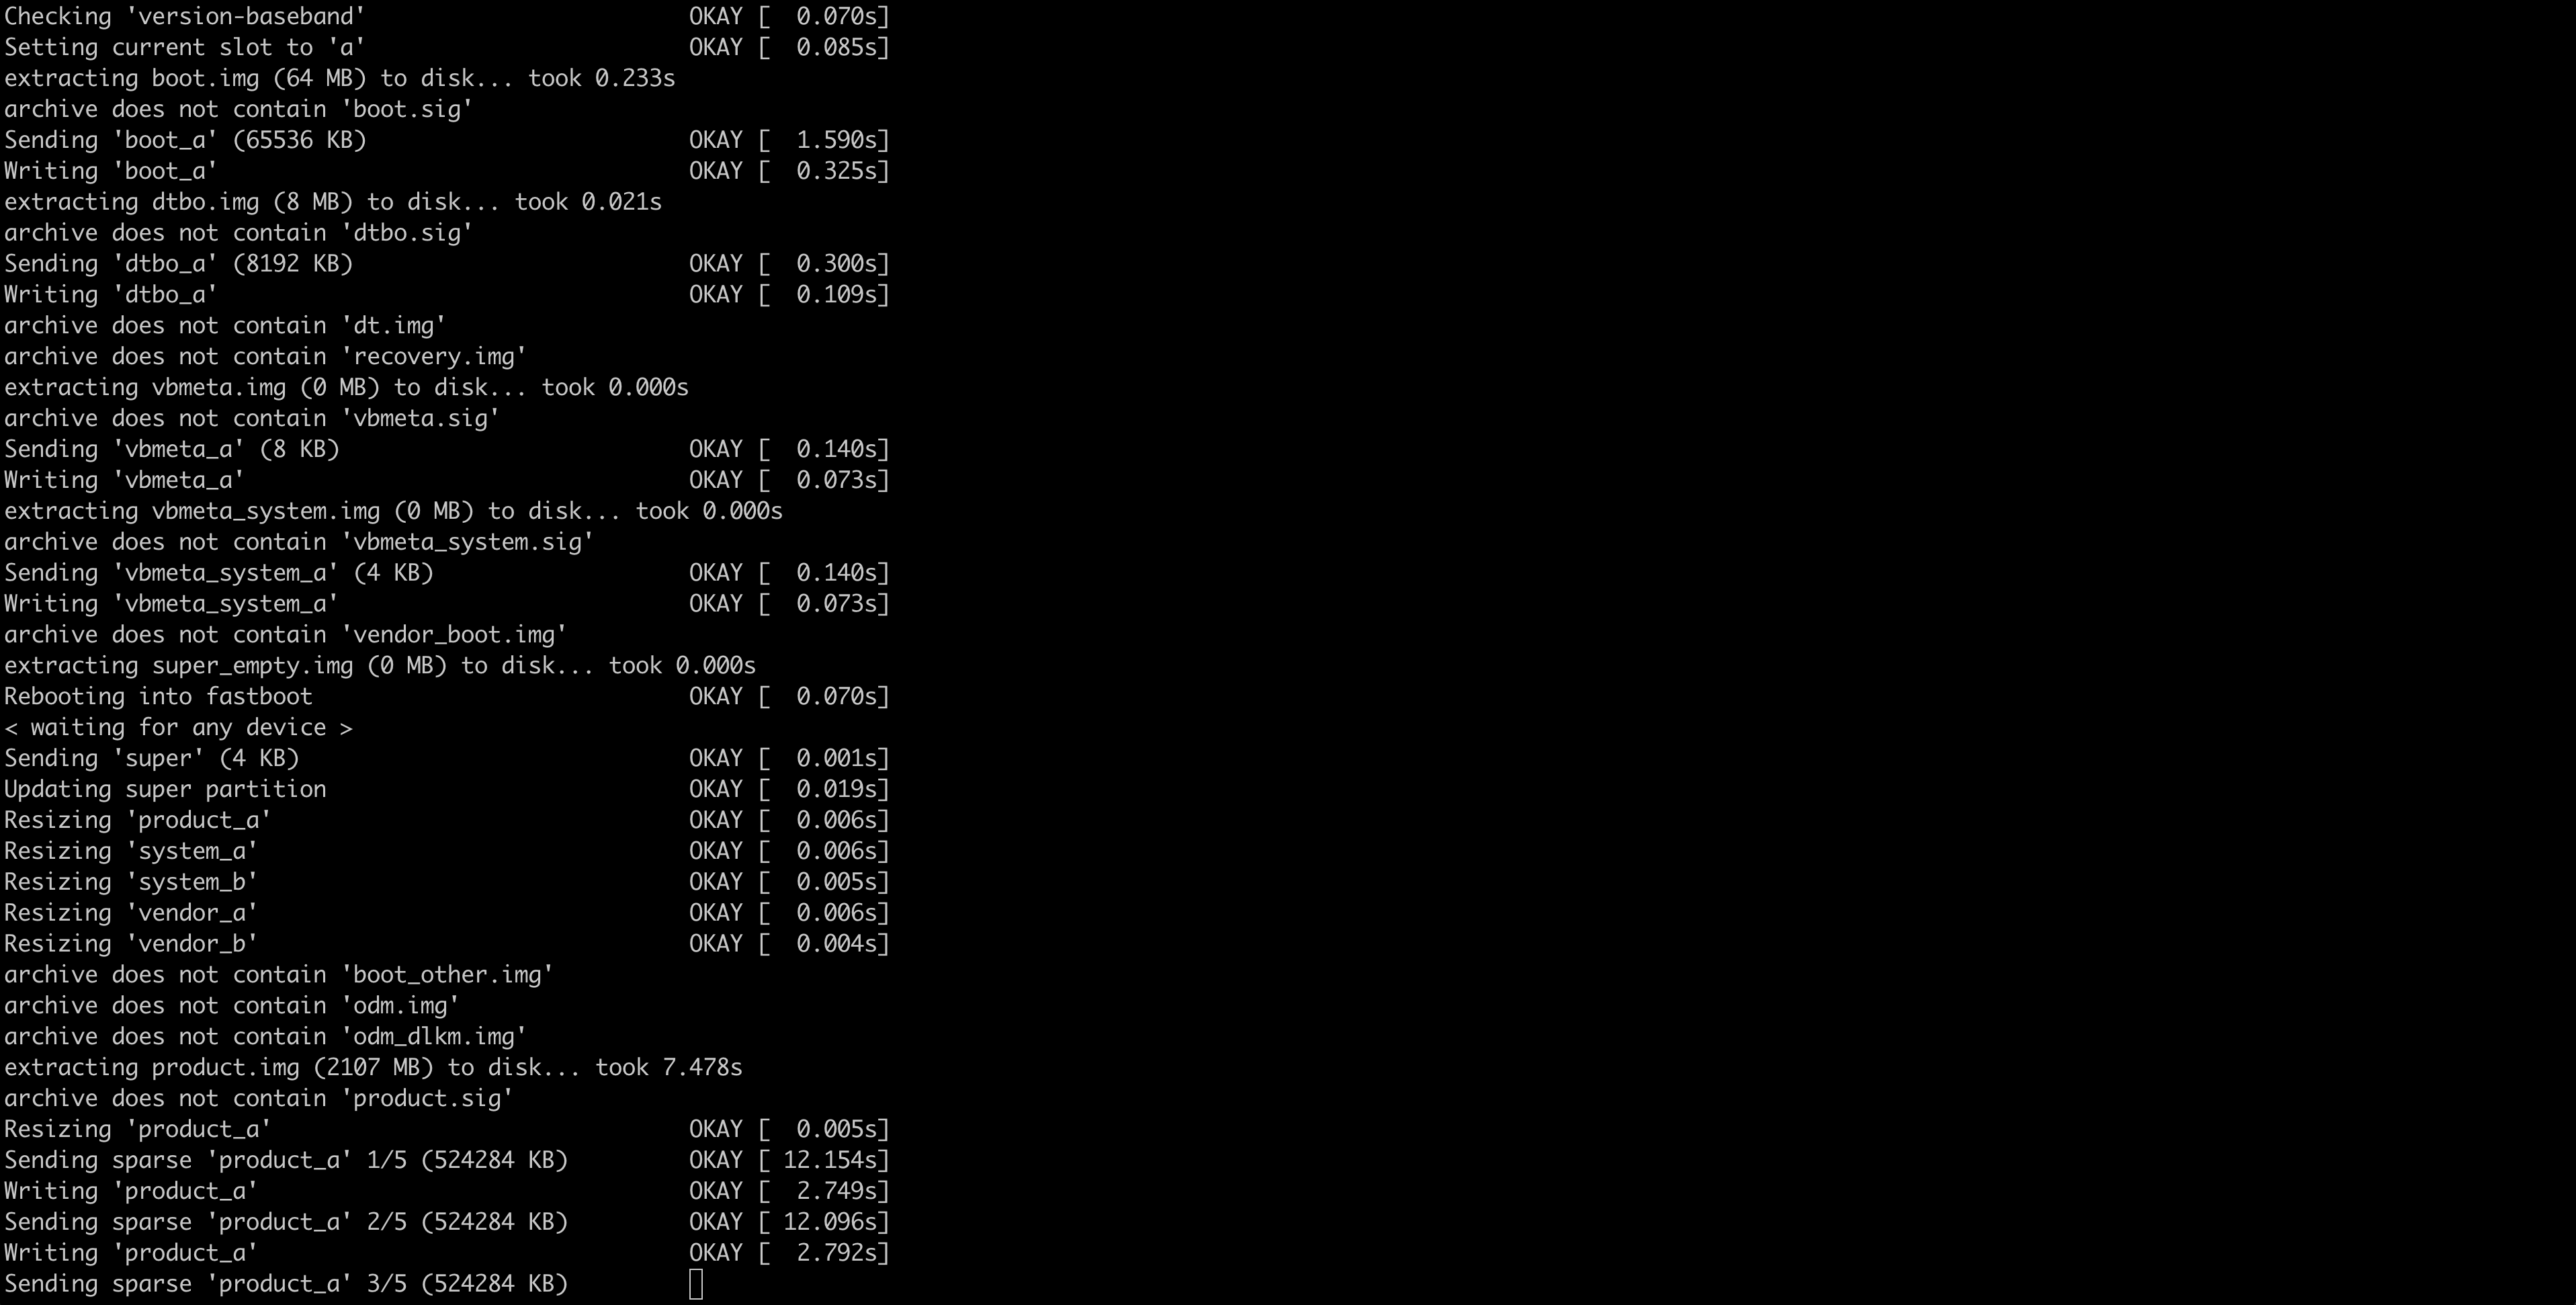 Checking 'version-baseband'                        OKAY [  0.070s]
Setting current slot to 'a'                        OKAY [  0.085s]
extracting boot.img (64 MB) to disk... took 0.233s
archive does not contain 'boot.sig'
Sending 'boot_a' (65536 KB)                        OKAY [  1.590s]
Writing 'boot_a'                                   OKAY [  0.325s]
extracting dtbo.img (8 MB) to disk... took 0.021s
archive does not contain 'dtbo.sig'
Sending 'dtbo_a' (8192 KB)                         OKAY [  0.300s]
Writing 'dtbo_a'                                   OKAY [  0.109s]
archive does not contain 'dt.img'
archive does not contain 'recovery.img'
extracting vbmeta.img (0 MB) to disk... took 0.000s
archive does not contain 'vbmeta.sig'
Sending 'vbmeta_a' (8 KB)                          OKAY [  0.140s]
Writing 'vbmeta_a'                                 OKAY [  0.073s]
extracting vbmeta_system.img (0 MB) to disk... took 0.000s
archive does not contain 'vbmeta_system.sig'
Sending 'vbmeta_system_a' (4 KB)                   OKAY [  0.140s]
Writing 'vbmeta_system_a'                          OKAY [  0.073s]
archive does not contain 'vendor_boot.img'
extracting super_empty.img (0 MB) to disk... took 0.000s
Rebooting into fastboot                            OKAY [  0.070s]
< waiting for any device >
Sending 'super' (4 KB)                             OKAY [  0.001s]
Updating super partition                           OKAY [  0.019s]
Resizing 'product_a'                               OKAY [  0.006s]
Resizing 'system_a'                                OKAY [  0.006s]
Resizing 'system_b'                                OKAY [  0.005s]
Resizing 'vendor_a'                                OKAY [  0.006s]
Resizing 'vendor_b'                                OKAY [  0.004s]
archive does not contain 'boot_other.img'
archive does not contain 'odm.img'
archive does not contain 'odm_dlkm.img'
extracting product.img (2107 MB) to disk... took 7.478s
archive does not contain 'product.sig'
Resizing 'product_a'                               OKAY [  0.005s]
Sending sparse 'product_a' 1/5 (524284 KB)         OKAY [ 12.154s]
Writing 'product_a'                                OKAY [  2.749s]
Sending sparse 'product_a' 2/5 (524284 KB)         OKAY [ 12.096s]
Writing 'product_a'                                OKAY [  2.792s]
Sending sparse 'product_a' 3/5 (524284 KB)